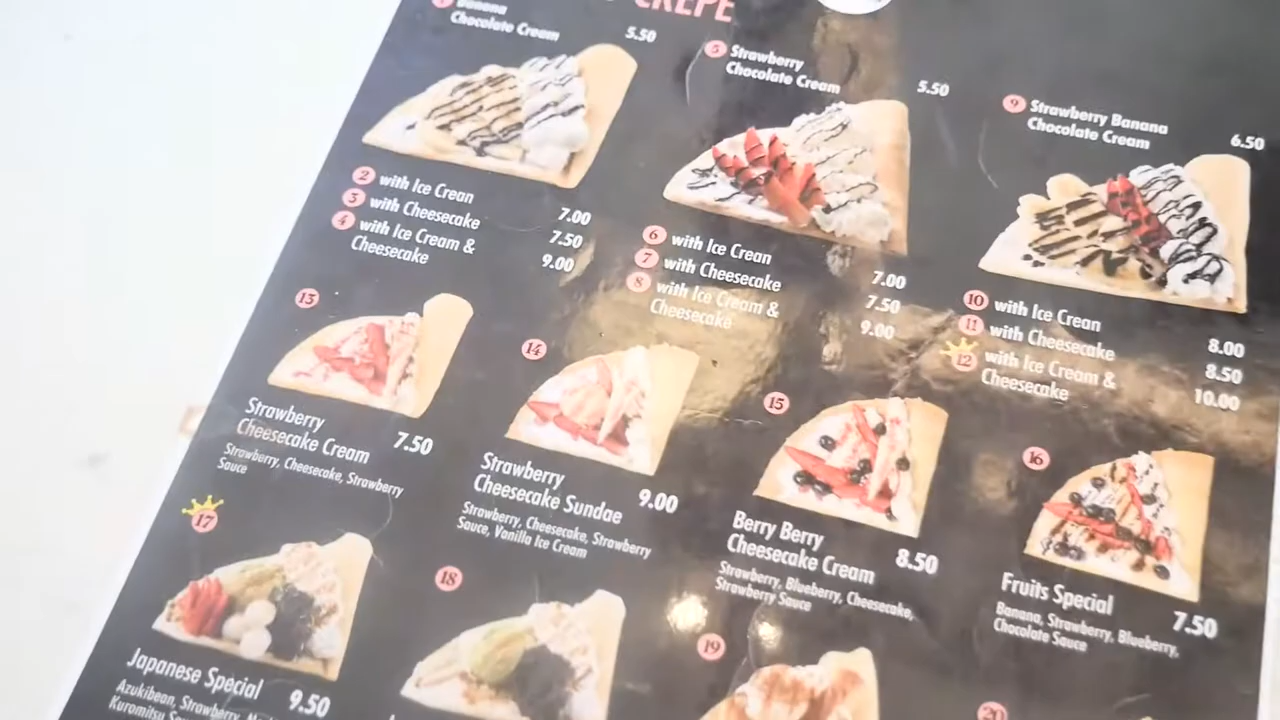 CREPE
Banana
Chocolate Cream 5.50
2 with Ice Crean 7.00
3 with Cheesecake 7.50
4 with Ice Cream &
Cheesecake 9.00
5 Strawberry
Chocolate Cream 5.50
6 with Ice Crean 7.00
7 with Cheesecake 7.50
8 with Ice Cream &
Cheesecake 9.00
9 Strawberry Banana
Chocolate Cream 6.50
10 with Ice Crean 8.00
11 with Cheesecake 8.50
12 with Ice Cream &
Cheesecake 10.00
13
Strawberry
Cheesecake Cream 7.50
Strawberry, Cheesecake, Strawberry
Sauce
14
Strawberry
Cheesecake Sundae 9.00
Strawberry, Cheesecake, Strawberry
Sauce, Vanilla Ice Cream
15
Berry Berry
Cheesecake Cream 8.50
Strawberry, Blueberry, Cheesecake,
Strawberry Sauce
16
Fruits Special 7.50
Banana, Strawberry, Blueberry,
Chocolate Sauce
17
Japanese Special 9.50
Azukibean, Strawberry,
Kuromitsu
18
19
20